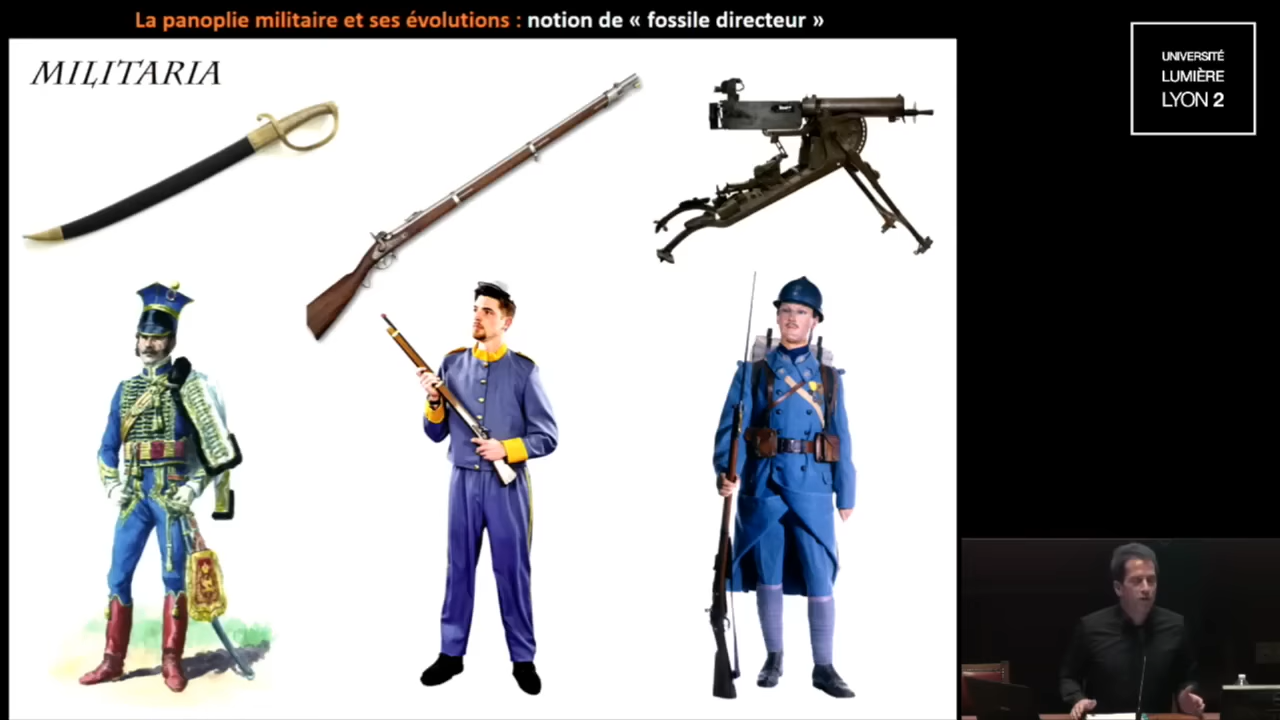 La panoplie militaire et ses évolutions : notion de « fossile directeur »
MILITARIA
UNIVERSITÉ
LUMIÈRE
LYON 2